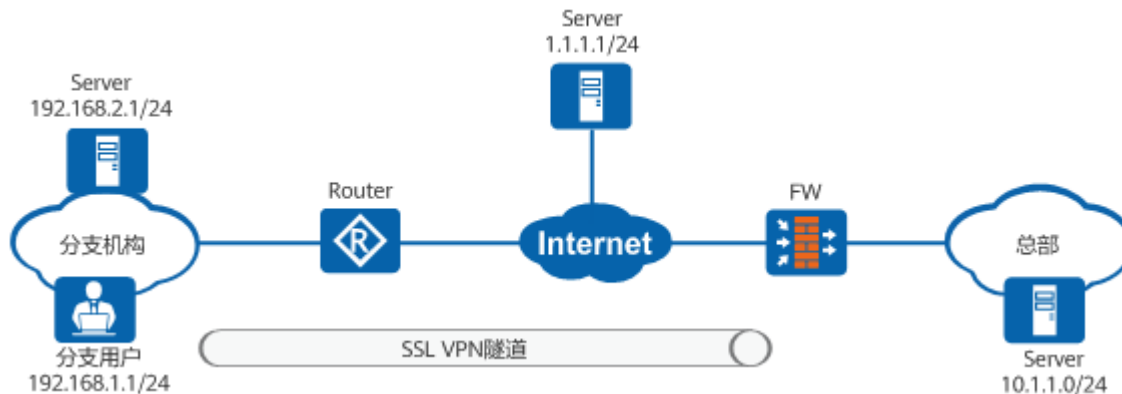 Server
1.1.1.1/24
Server
192.168.2.1/24
Router
FW
分支机构
R
Internet
总部
SSL VPN隧道
分支用户
192.168.1.1/24
Server
10.1.1.0/24